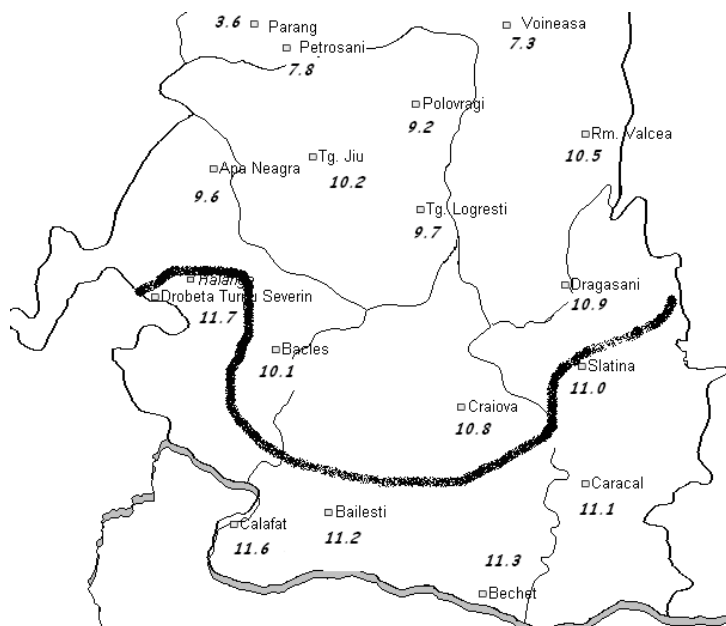 3.6 Parang
Voineasa
Petrosani
7.8
7.3
Polovragi
9.2
Rm. Valcea
10.5
Tg. Jiu
10.2
Apa Neagra
9.6
Tg. Logresti
9.7
Halanga
Dragasani
10.9
Drobeta Turnu Severin
11.7
Bacles
10.1
Slatina
11.0
Craiova
10.8
Caracal
11.1
Bailesti
11.2
Calafat
11.6
11.3
Bechet